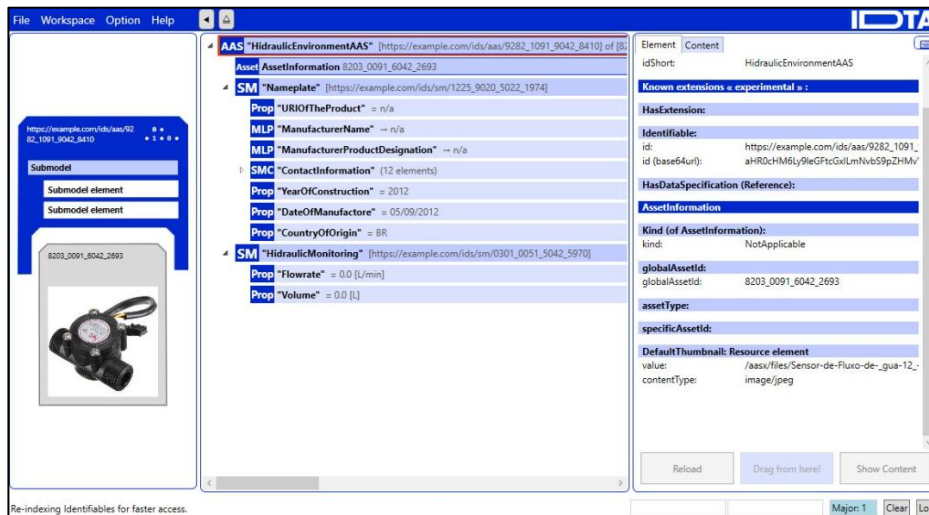 File Workspace Option Help
IDTA
https://example.com/ids/aas/92
82_1091_9042_8410
Submodel
Submodel element
Submodel element
8203_0091_6042_2693
AAS "HidraulicEnvironmentAAS" [https://example.com/ids/aas/9282_1091_9042_8410] of [82
Asset AssetInformation 8203_0091_6042_2693
SM "Nameplate" [https://example.com/ids/sm/1225_9020_5022_1974]
Prop "URIOfTheProduct" = n/a
MLP "ManufacturerName" → n/a
MLP "ManufacturerProductDesignation" → n/a
SMC "ContactInformation" (12 elements)
Prop "YearOfConstruction" = 2012
Prop "DateOfManufactore" = 05/09/2012
Prop "CountryOfOrigin" = BR
SM "HidraulicMonitoring" [https://example.com/ids/sm/0301_0051_5042_5970]
Prop "Flowrate" = 0.0 [L/min]
Prop "Volume" = 0.0 [L]
Element Content
idShort: HidraulicEnvironmentAAS
Known extensions « experimental » :
HasExtension:
Identifiable:
id: https://example.com/ids/aas/9282_1091_
id (base64url):
HasDataSpecification (Reference):
AssetInformation
Kind (of AssetInformation):
kind: NotApplicable
globalAssetId:
globalAssetId: 8203_0091_6042_2693
assetType:
specificAssetId:
DefaultThumbnail: Resource element
value: /aasx/files/Sensor-de-Fluxo-de-_gua-12_-
contentType: image/jpeg
Reload Drag from here! Show Content
Re-indexing Identifiables for faster access.
Major: 1 Clear Lo